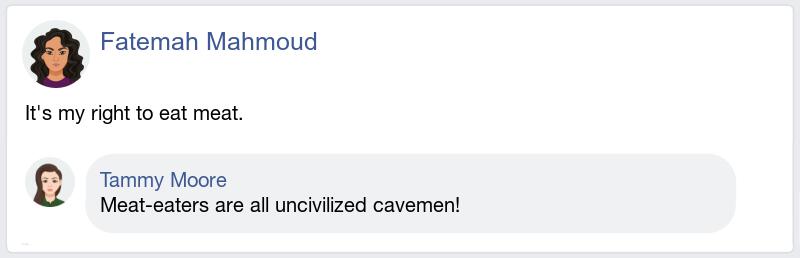 Fatemah Mahmoud
It's my right to eat meat.
Tammy Moore
Meat-eaters are all uncivilized cavemen!